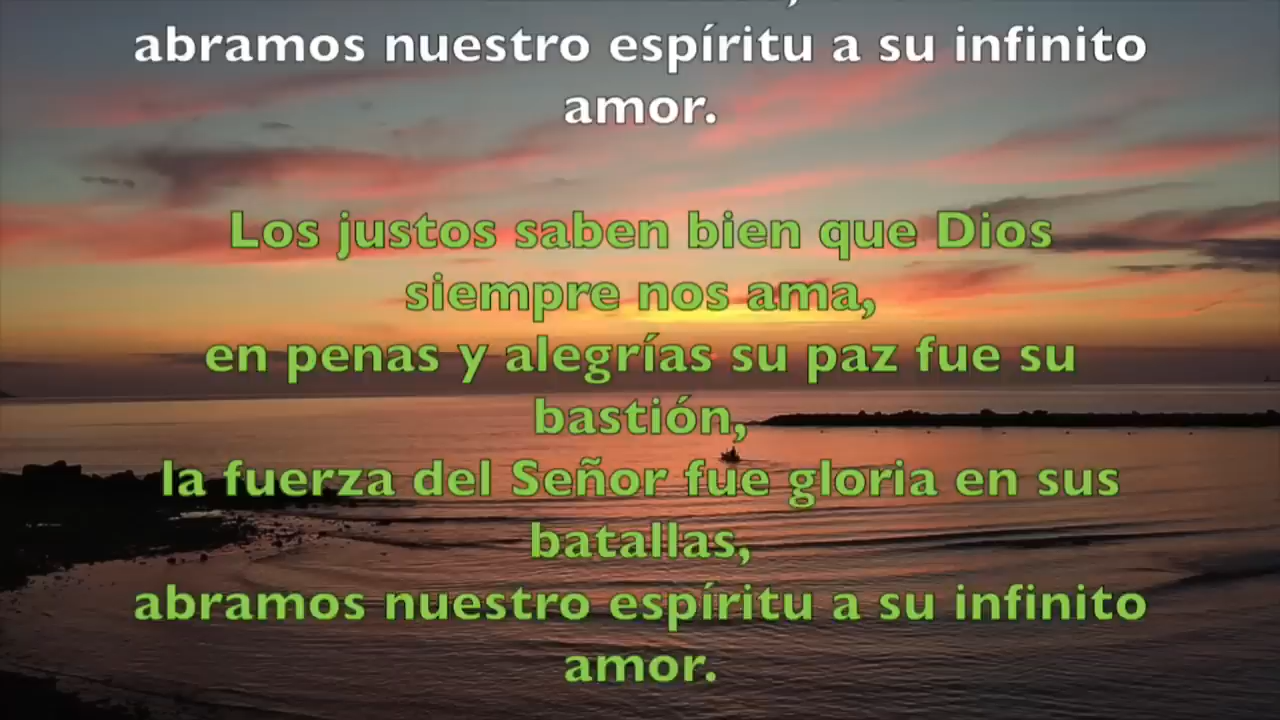 abramos nuestro espíritu a su infinito
amor.
Los justos saben bien que Dios
siempre nos ama,
en penas y alegrías su paz fue su
bastión,
la fuerza del Señor fue gloria en sus
batallas,
abramos nuestro espíritu a su infinito
amor.